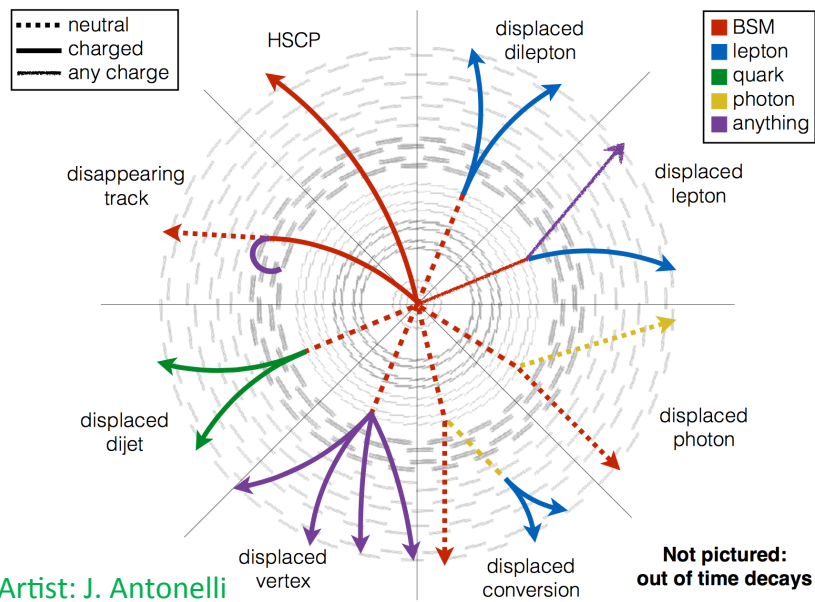 neutral
charged
any charge
HSCP
displaced
dilepton
BSM
lepton
quark
photon
anything
disappearing
track
displaced
lepton
displaced
dijet
displaced
photon
displaced
vertex
displaced
conversion
Not pictured:
out of time decays
Artist: J. Antonelli